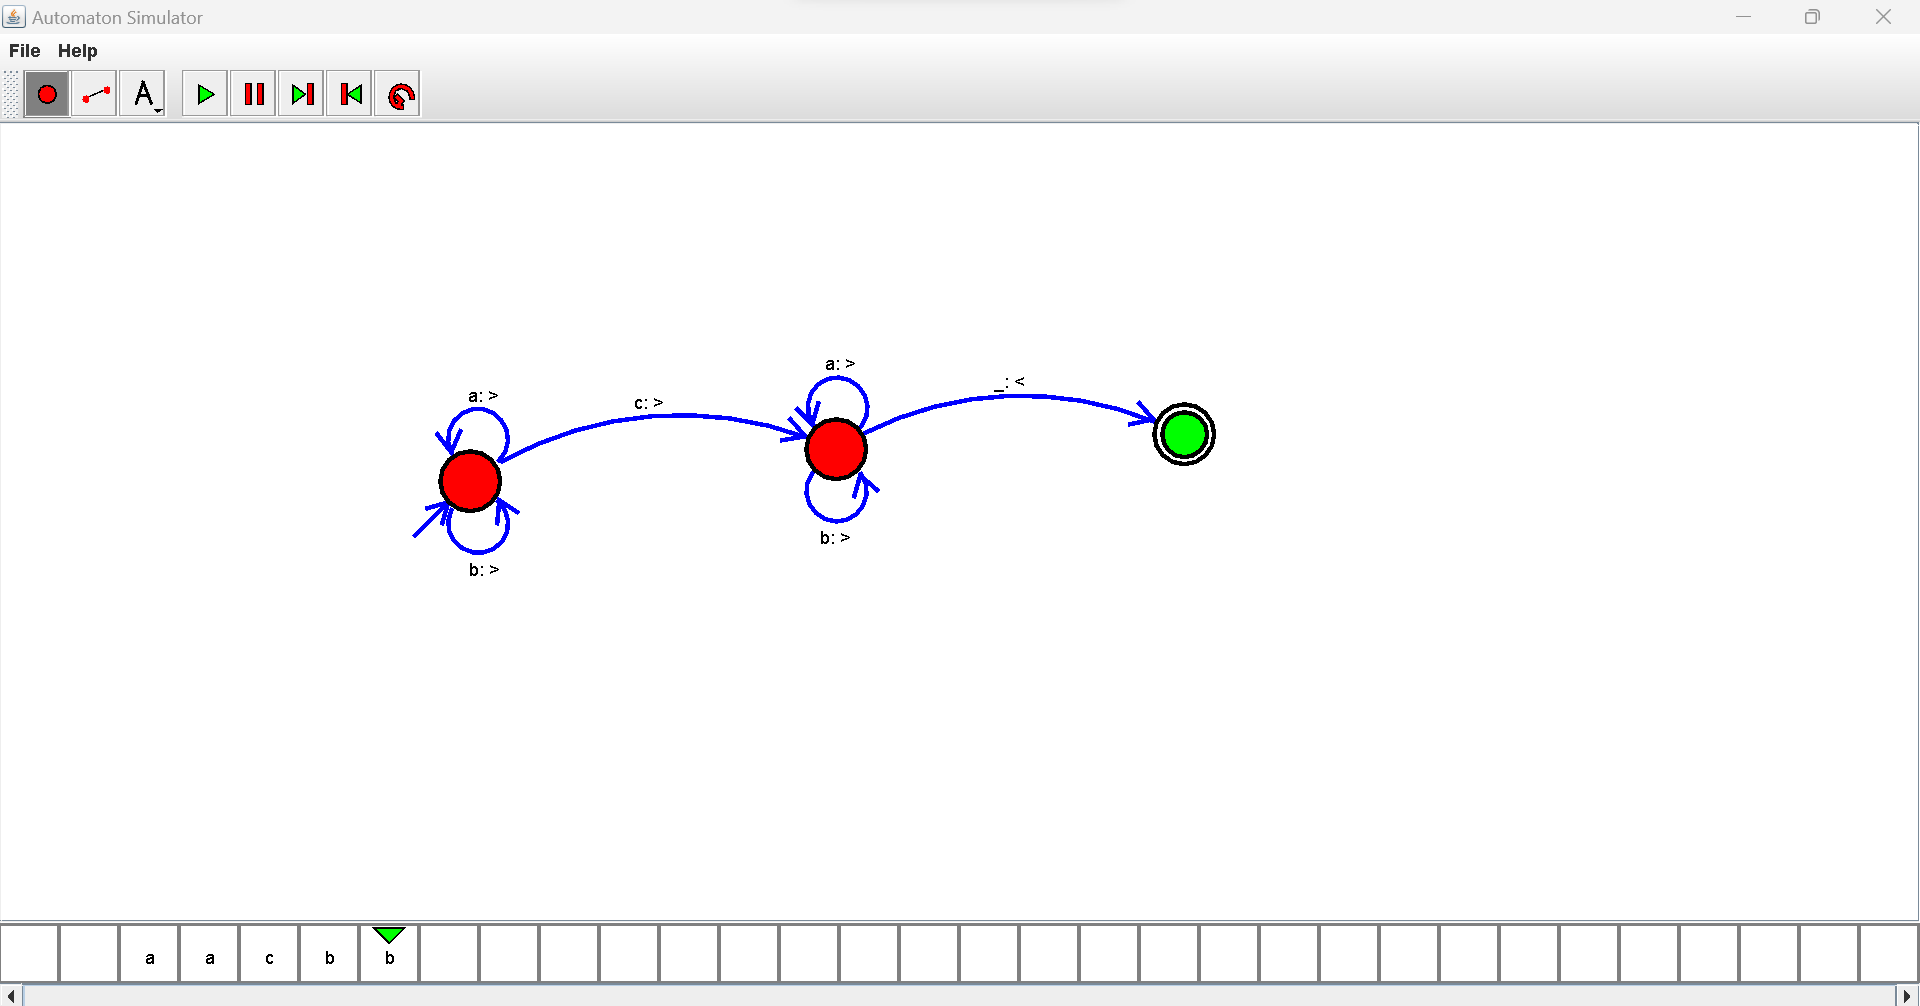 Automaton Simulator
File Help
A
a: >
_: <
a: >
c: >
b: >
b: >
a a c b b